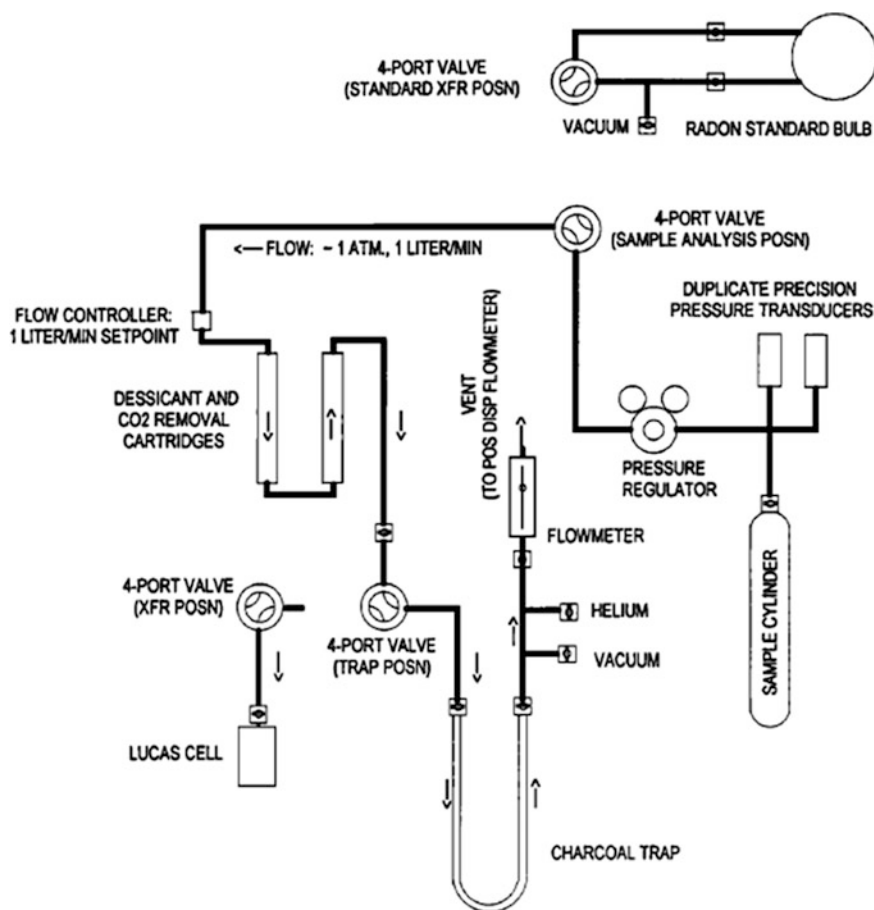 4-PORT VALVE
(STANDARD XFR POSN)
VACUUM
RADON STANDARD BULB
4-PORT VALVE
(SAMPLE ANALYSIS POSN)
<— FLOW: ~ 1 ATM., 1 LITER/MIN
DUPLICATE PRECISION
PRESSURE TRANSDUCERS
FLOW CONTROLLER:
1 LITER/MIN SETPOINT
DESSICANT AND
CO2 REMOVAL
CARTRIDGES
VENT
(TO POS DISP FLOWMETER)
PRESSURE
REGULATOR
FLOWMETER
SAMPLE CYLINDER
4-PORT VALVE
(XFR POSN)
HELIUM
4-PORT VALVE
(TRAP POSN)
VACUUM
LUCAS CELL
CHARCOAL TRAP